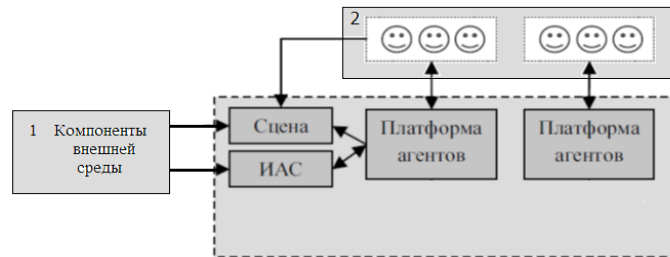 2
1 Компоненты
внешней
среды
Сцена
ИАС
Платформа
агентов
Платформа
агентов